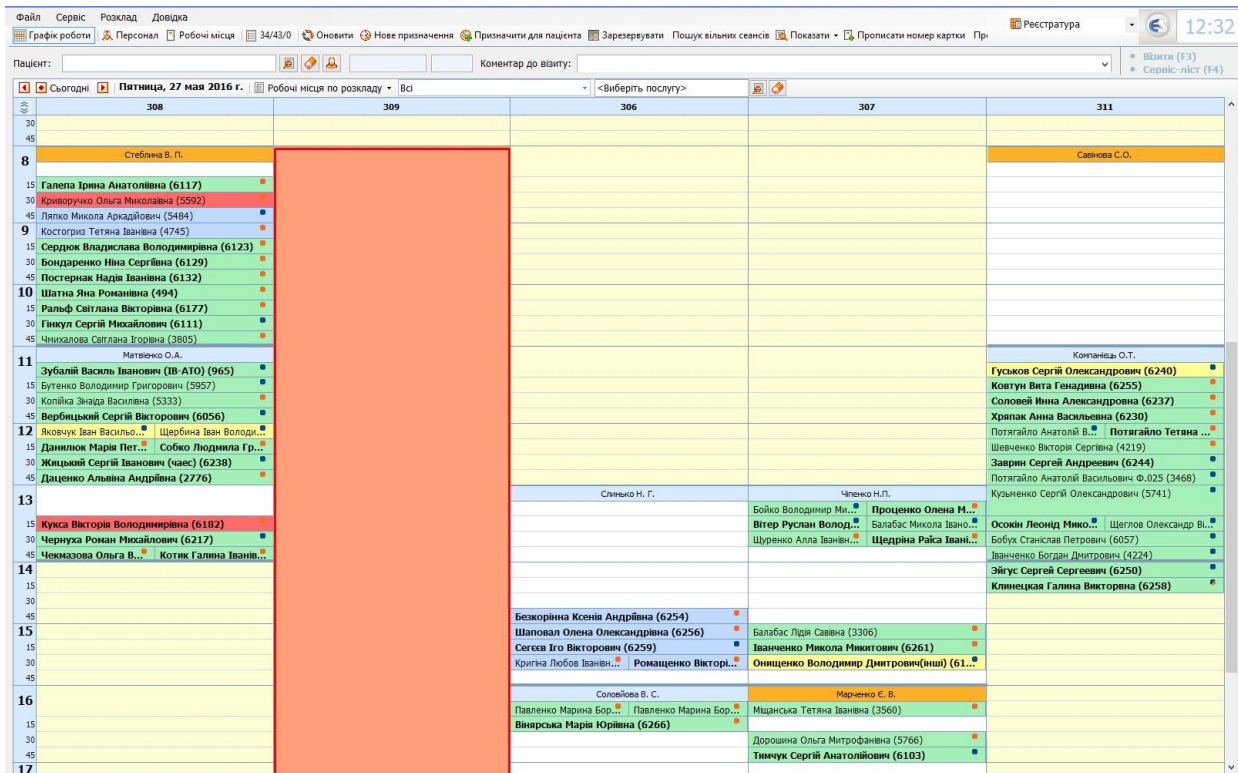 Файл Сервіс Розклад Довідка
Графік роботи Персонал Робочі місця 34/43/0 Оновити Нове призначення Призначити для пацієнта Зарезервувати Пошук вільних сеансів Показати Прописати номер картки Пр
Реєстратура 12:32
Пацієнт: Коментар до візиту:
Візити (F3)
Сервіс-ліст (F4)
Сьогодні Пятница, 27 мая 2016 г. Робочі місця по розкладу Всі <Виберіть послугу>
308 309 306 307 311
30
45
8 Стеблина В. П. Савінова С.О.
15 Галепа Ірина Анатоліївна (6117)
30 Криворучко Ольга Миколаївна (5592)
45 Ляпко Микола Аркадійович (5484)
9 Костогриз Тетяна Іванівна (4745)
15 Сердюк Владислава Володимирівна (6123)
30 Бондаренко Ніна Сергіївна (6129)
45 Постернак Надія Іванівна (6132)
10 Шатна Яна Романівна (494)
15 Ральф Світлана Вікторівна (6177)
30 Гінкул Сергій Михайлович (6111)
45 Чмихалова Світлана Ігорівна (3805)
11 Матвієнко О.А. Компанієць О.Т.
Зубалій Василь Іванович (ІВ-АТО) (965) Гуськов Сергій Олександрович (6240)
15 Бутенко Володимир Григорович (5957) Ковтун Вита Генадивна (6255)
30 Копійка Зінаїда Василівна (5333) Соловей Инна Александровна (6237)
45 Вербицький Сергій Вікторович (6056) Хряпак Анна Васильевна (6230)
12 Яковчук Іван Васильо... Щербина Іван Володи... Потягайло Анатолій В... Потягайло Тетяна ...
15 Данилюк Марія Пет... Собко Людмила Гр... Шевченко Вікторія Сергіївна (4219)
30 Жицький Сергій Іванович (чаес) (6238) Заврин Сергей Андреевич (6244)
45 Даценко Альвіна Андріївна (2776) Потягайло Анатолій Васильович Ф.025 (3468)
13 Слинько Н. Г. Чіпенко Н.П. Кузьменко Сергій Олександрович (5741)
Бойко Володимир Ми... Проценко Олена М...
15 Кукса Вікторія Володимирівна (6182) Вітер Руслан Волод... Балабас Микола Івано... Осокін Леонід Мико... Щеглов Олександр Ві...
30 Чернуха Роман Михайлович (6217) Щуренко Алла Іванівн... Щедріна Раїса Івані... Бобух Станіслав Петрович (6057)
45 Чекмазова Ольга В... Котик Галина Іванів... Іванченко Богдан Дмитрович (4224)
14 Эйгус Сергей Сергеевич (6250)
15 Клинецкая Галина Викторвна (6258)
30
45 Безкорінна Ксенія Андріївна (6254)
15 Шаповал Олена Олександрівна (6256) Балабас Лідія Савівна (3306)
15 Сегєєв Іго Вікторович (6259) Іванченко Микола Микитович (6261)
30 Кригіна Любов Іванівн... Ромащенко Вікторі... Онищенко Володимир Дмитрович(інші) (61...
45
16 Соловйова В. С. Марченко Є. В.
Павленко Марина Бор... Павленко Марина Бор... Міщанська Тетяна Іванівна (3560)
15 Вінярська Марія Юріївна (6266)
30 Дорошина Ольга Митрофанівна (5766)
45 Тимчук Сергій Анатолійович (6103)
17